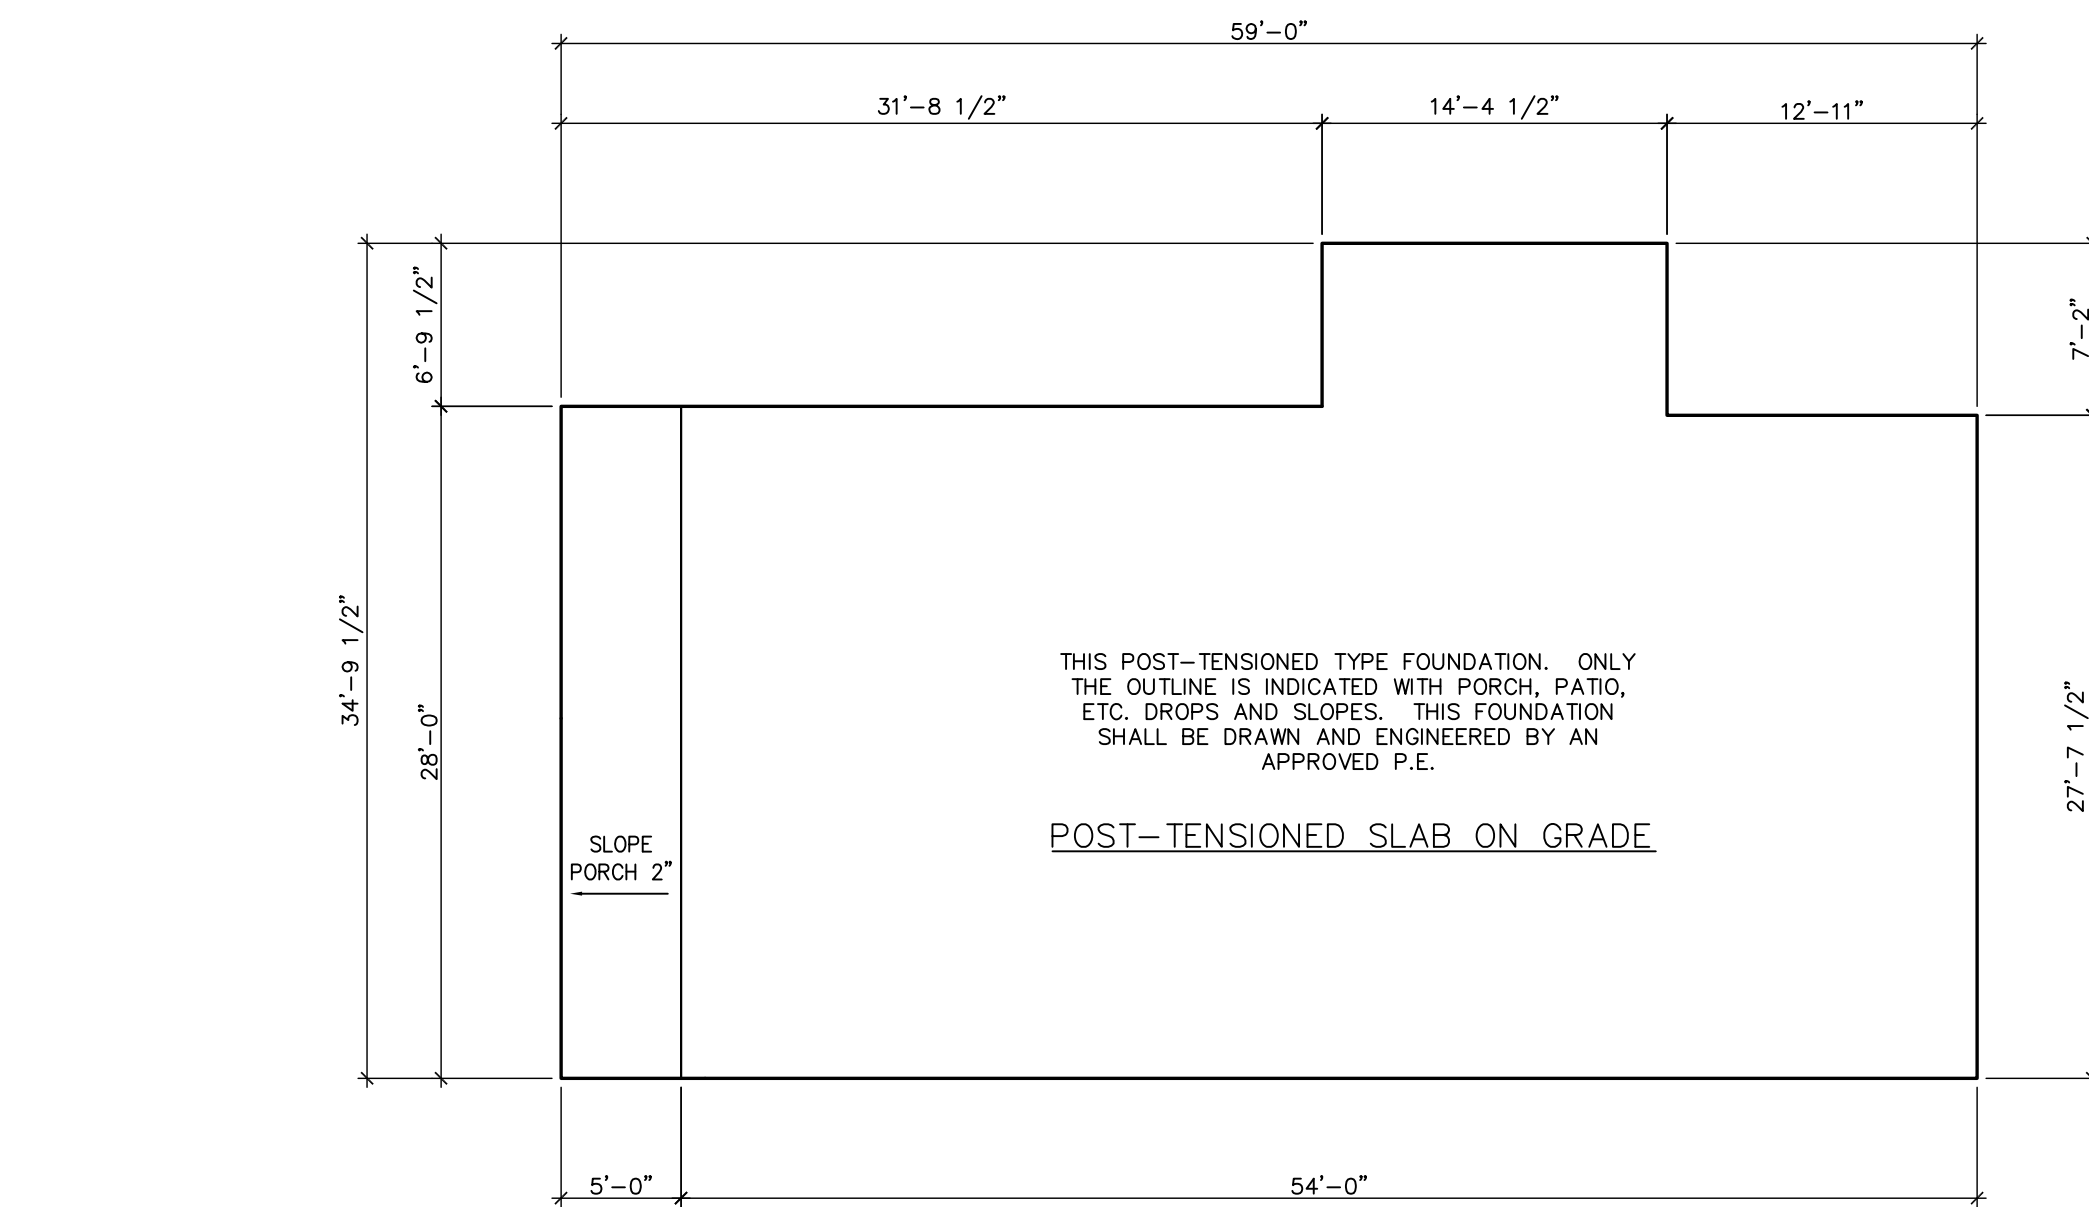 59'-0"
31'-8 1/2"
14'-4 1/2"
12'-11"
6'-9 1/2"
7'-2"
34'-9 1/2"
28'-0"
27'-7 1/2"
THIS POST-TENSIONED TYPE FOUNDATION. ONLY
THE OUTLINE IS INDICATED WITH PORCH, PATIO,
ETC. DROPS AND SLOPES. THIS FOUNDATION
SHALL BE DRAWN AND ENGINEERED BY AN
APPROVED P.E.
POST-TENSIONED SLAB ON GRADE
SLOPE
PORCH 2"
5'-0"
54'-0"